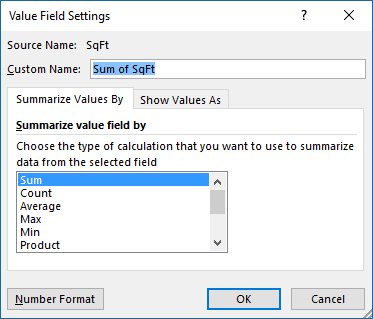 Value Field Settings ? ×
Source Name: SqFt
Custom Name: Sum of SqFt
Summarize Values By Show Values As
Summarize value field by
Choose the type of calculation that you want to use to summarize
data from the selected field
Sum
Count
Average
Max
Min
Product
Number Format OK Cancel